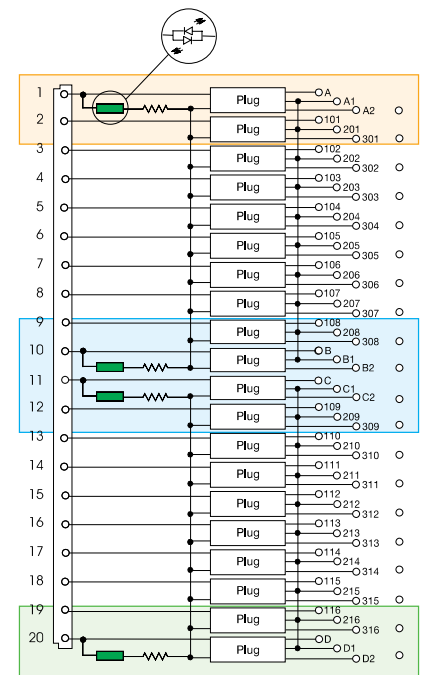 1 Plug A
A1
A2
2 Plug 101
201
301
3 Plug 102
202
302
4 Plug 103
203
303
5 Plug 104
204
304
6 Plug 105
205
305
7 Plug 106
206
306
8 Plug 107
207
307
9 Plug 108
208
308
10 Plug B
B1
B2
11 Plug C
C1
C2
12 Plug 109
209
309
13 Plug 110
210
310
14 Plug 111
211
311
15 Plug 112
212
312
16 Plug 113
213
313
17 Plug 114
214
314
18 Plug 115
215
315
19 Plug 116
216
316
20 Plug D
D1
D2